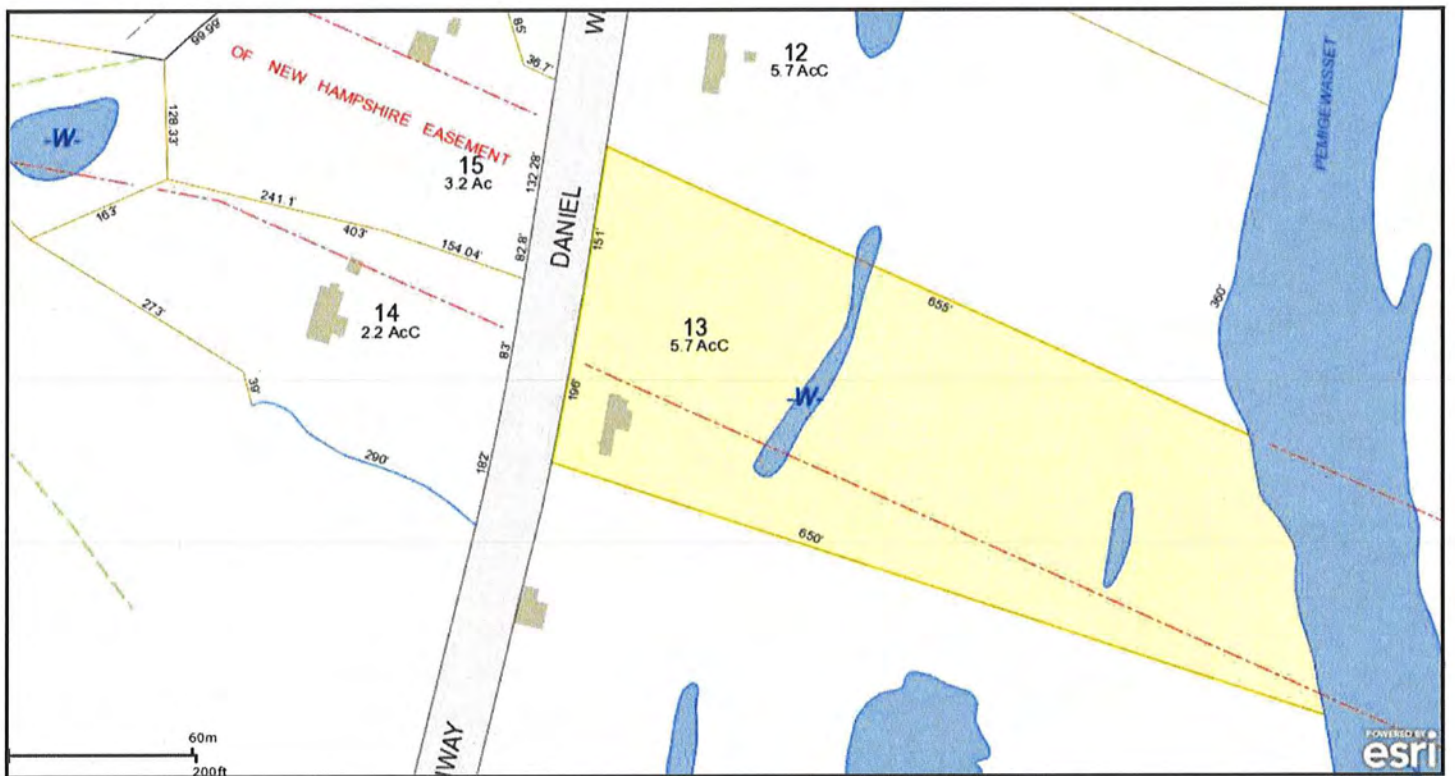 99.99'
85'
36.7'
W
12
5.7 AcC
OF NEW HAMPSHIRE EASEMENT
PEMIGEWASSET
-W-
128.33'
15
3.2 Ac
132.28'
163'
241.1'
403'
154.04'
82.8'
DANIEL
151'
655'
360'
273'
14
2.2 AcC
83'
13
5.7 AcC
39'
196'
-W-
290'
182'
650'
WAY
60m
200ft
POWERED BY
esri